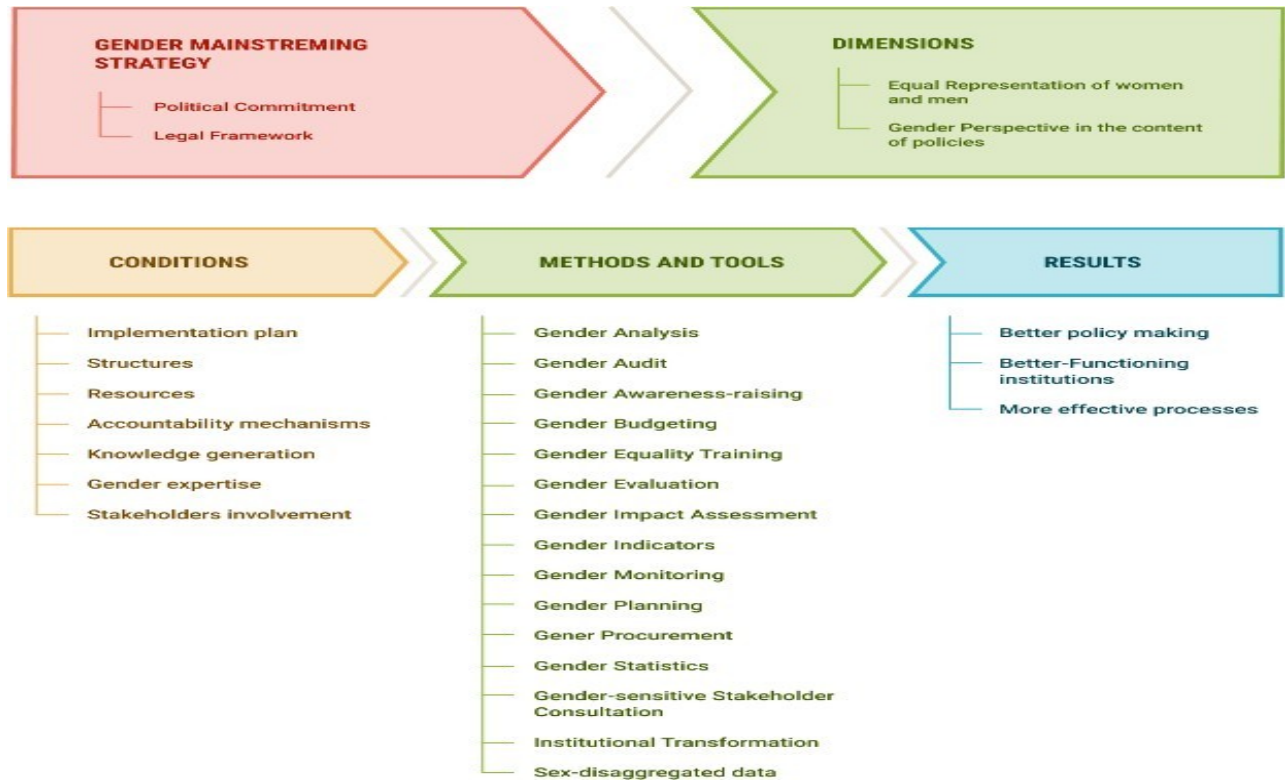 GENDER MAINSTREMING
STRATEGY
Political Commitment
Legal Framework
DIMENSIONS
Equal Representation of women
and men
Gender Perspective in the content
of policies
CONDITIONS
Implementation plan
Structures
Resources
Accountability mechanisms
Knowledge generation
Gender expertise
Stakeholders involvement
METHODS AND TOOLS
Gender Analysis
Gender Audit
Gender Awareness-raising
Gender Budgeting
Gender Equality Training
Gender Evaluation
Gender Impact Assessment
Gender Indicators
Gender Monitoring
Gender Planning
Gener Procurement
Gender Statistics
Gender-sensitive Stakeholder
Consultation
Institutional Transformation
Sex-disaggregated data
RESULTS
Better policy making
Better-Functioning
institutions
More effective processes